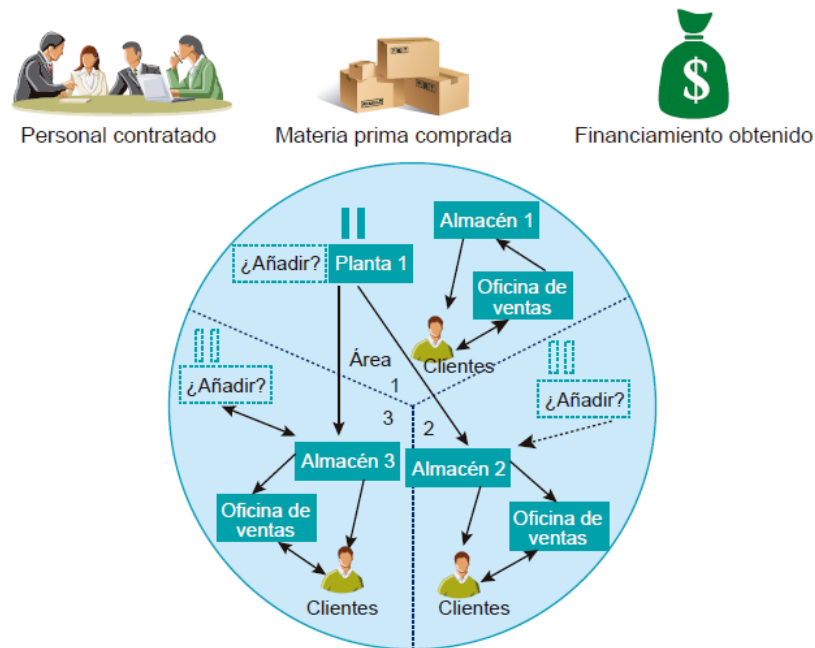 Personal contratado
Materia prima comprada
Financiamiento obtenido
Almacén 1
¿Añadir?
Planta 1
Oficina de
ventas
Clientes
Área
1
¿Añadir?
¿Añadir?
3
2
Almacén 3
Almacén 2
Oficina de
ventas
Oficina de
ventas
Clientes
Clientes